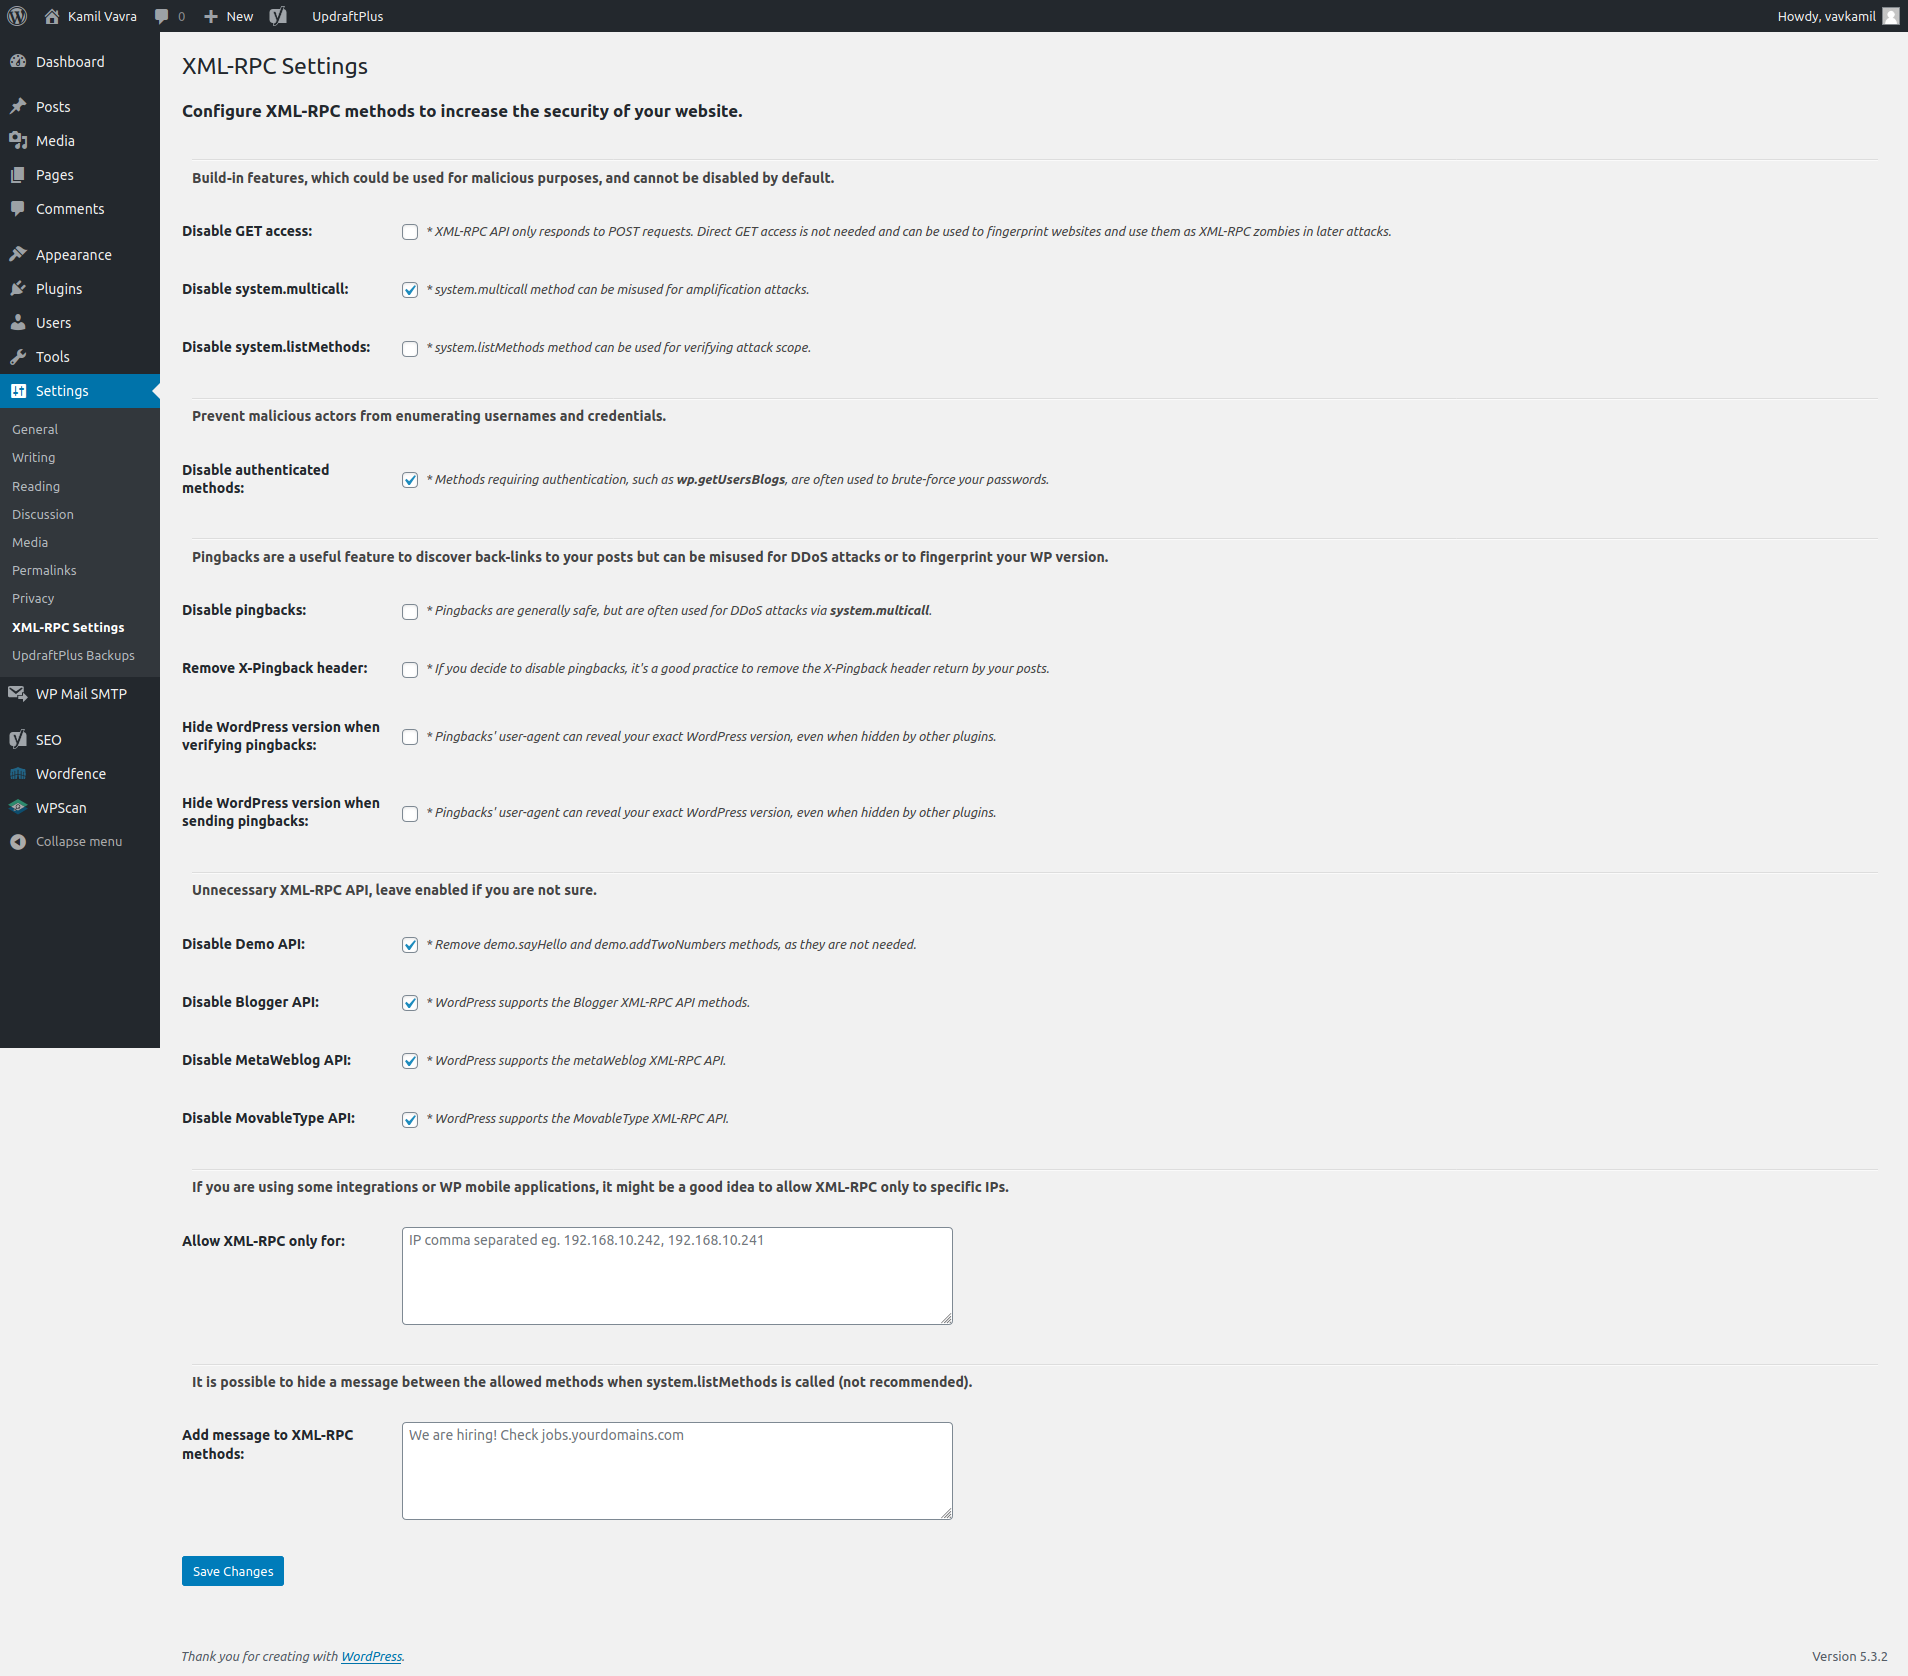 Kamil Vavra 0 New UpdraftPlus Howdy, vavkamil
Dashboard
Posts
Media
Pages
Comments
Appearance
Plugins
Users
Tools
Settings
General
Writing
Reading
Discussion
Media
Permalinks
Privacy
XML-RPC Settings
UpdraftPlus Backups
WP Mail SMTP
SEO
Wordfence
WPScan
Collapse menu
XML-RPC Settings
Configure XML-RPC methods to increase the security of your website.
Build-in features, which could be used for malicious purposes, and cannot be disabled by default.
Disable GET access: * XML-RPC API only responds to POST requests. Direct GET access is not needed and can be used to fingerprint websites and use them as XML-RPC zombies in later attacks.
Disable system.multicall: * system.multicall method can be misused for amplification attacks.
Disable system.listMethods: * system.listMethods method can be used for verifying attack scope.
Prevent malicious actors from enumerating usernames and credentials.
Disable authenticated
methods:
* Methods requiring authentication, such as wp.getUsersBlogs, are often used to brute-force your passwords.
Pingbacks are a useful feature to discover back-links to your posts but can be misused for DDoS attacks or to fingerprint your WP version.
Disable pingbacks: * Pingbacks are generally safe, but are often used for DDoS attacks via system.multicall.
Remove X-Pingback header: * If you decide to disable pingbacks, it's a good practice to remove the X-Pingback header return by your posts.
Hide WordPress version when
verifying pingbacks:
* Pingbacks' user-agent can reveal your exact WordPress version, even when hidden by other plugins.
Hide WordPress version when
sending pingbacks:
* Pingbacks' user-agent can reveal your exact WordPress version, even when hidden by other plugins.
Unnecessary XML-RPC API, leave enabled if you are not sure.
Disable Demo API: * Remove demo.sayHello and demo.addTwoNumbers methods, as they are not needed.
Disable Blogger API: * WordPress supports the Blogger XML-RPC API methods.
Disable MetaWeblog API: * WordPress supports the metaWeblog XML-RPC API.
Disable MovableType API: * WordPress supports the MovableType XML-RPC API.
If you are using some integrations or WP mobile applications, it might be a good idea to allow XML-RPC only to specific IPs.
Allow XML-RPC only for: IP comma separated eg. 192.168.10.242, 192.168.10.241
It is possible to hide a message between the allowed methods when system.listMethods is called (not recommended).
Add message to XML-RPC
methods:
We are hiring! Check jobs.yourdomains.com
Save Changes
Thank you for creating with WordPress. Version 5.3.2